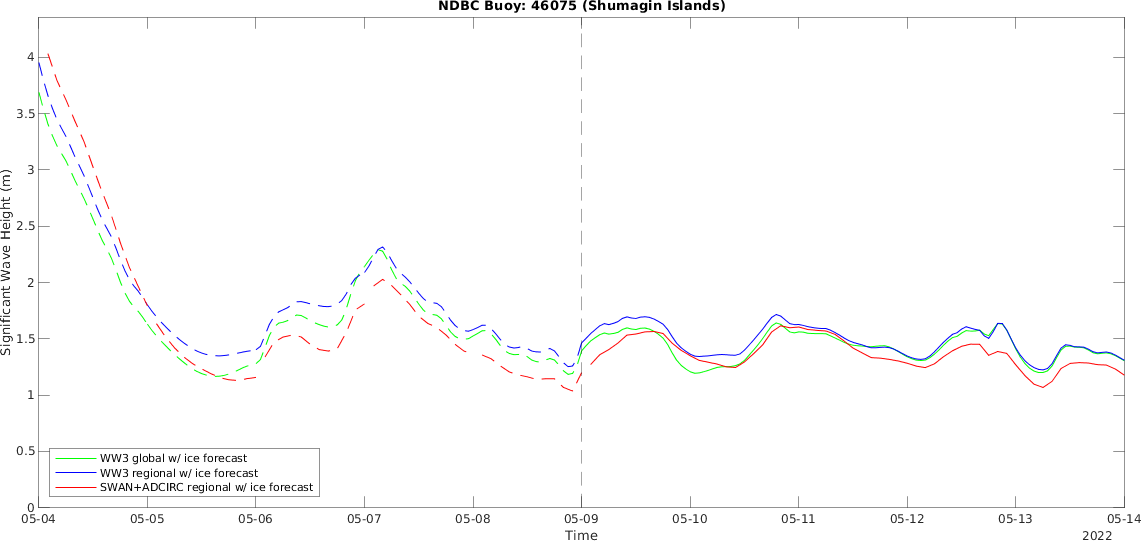 NDBC Buoy: 46075 (Shumagin Islands)
Significant Wave Height (m)
4
3.5
3
2.5
2
1.5
1
0.5
0
WW3 global w/ ice forecast
WW3 regional w/ ice forecast
SWAN+ADCIRC regional w/ ice forecast
05-04 05-05 05-06 05-07 05-08 05-09 05-10 05-11 05-12 05-13 05-14
Time
2022